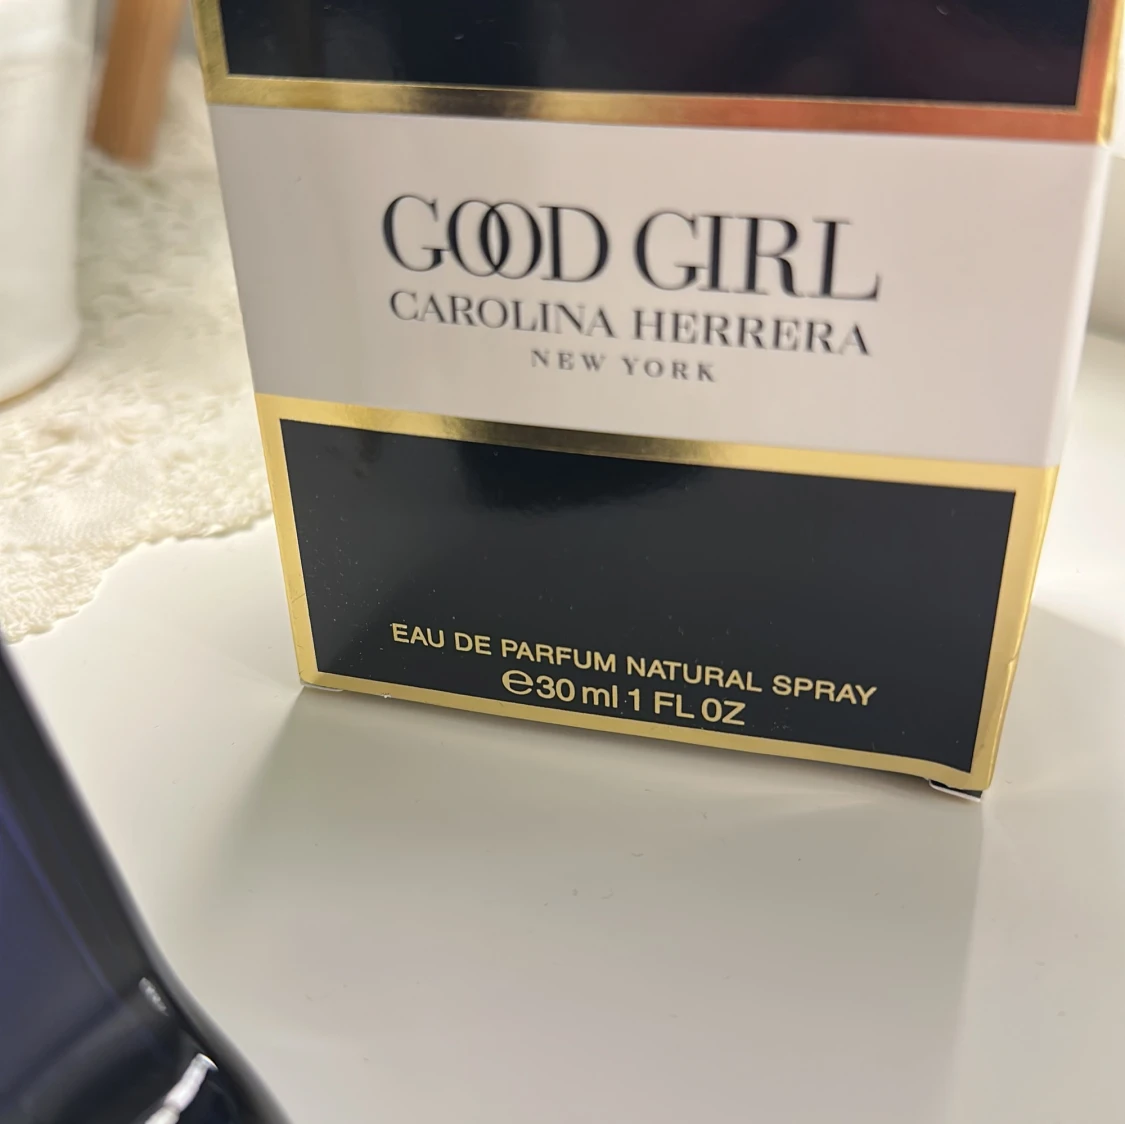 GOOD GIRL
CAROLINA HERRERA
NEW YORK
EAU DE PARFUM NATURAL SPRAY
℮30 ml 1 FL OZ